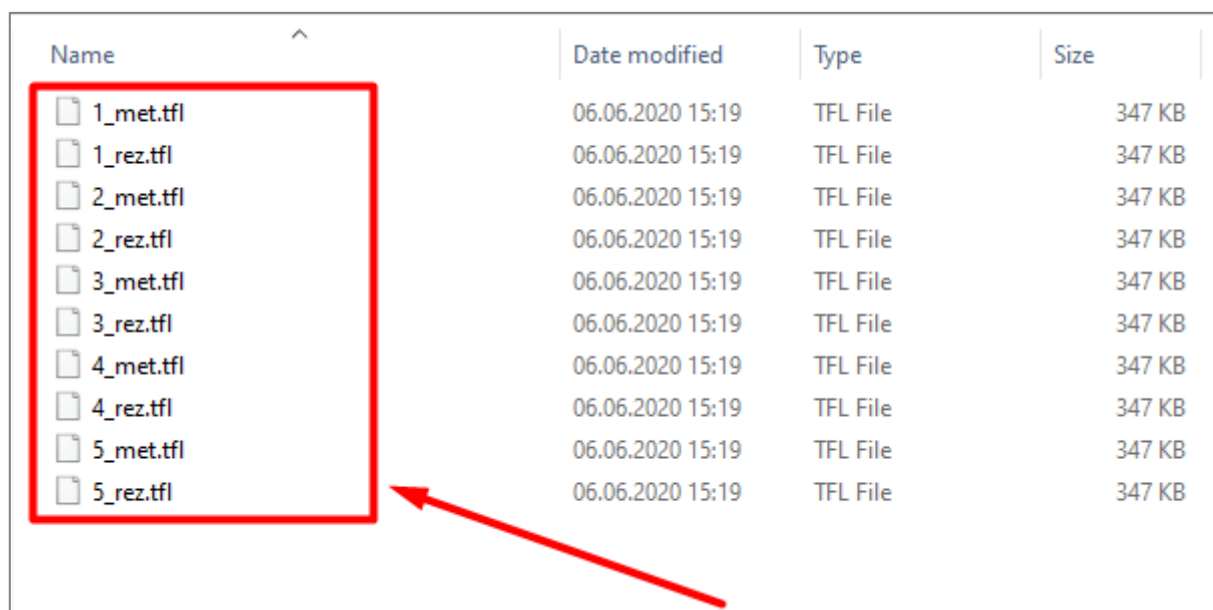 Name Date modified Type Size
1_met.tfl 06.06.2020 15:19 TFL File 347 KB
1_rez.tfl 06.06.2020 15:19 TFL File 347 KB
2_met.tfl 06.06.2020 15:19 TFL File 347 KB
2_rez.tfl 06.06.2020 15:19 TFL File 347 KB
3_met.tfl 06.06.2020 15:19 TFL File 347 KB
3_rez.tfl 06.06.2020 15:19 TFL File 347 KB
4_met.tfl 06.06.2020 15:19 TFL File 347 KB
4_rez.tfl 06.06.2020 15:19 TFL File 347 KB
5_met.tfl 06.06.2020 15:19 TFL File 347 KB
5_rez.tfl 06.06.2020 15:19 TFL File 347 KB